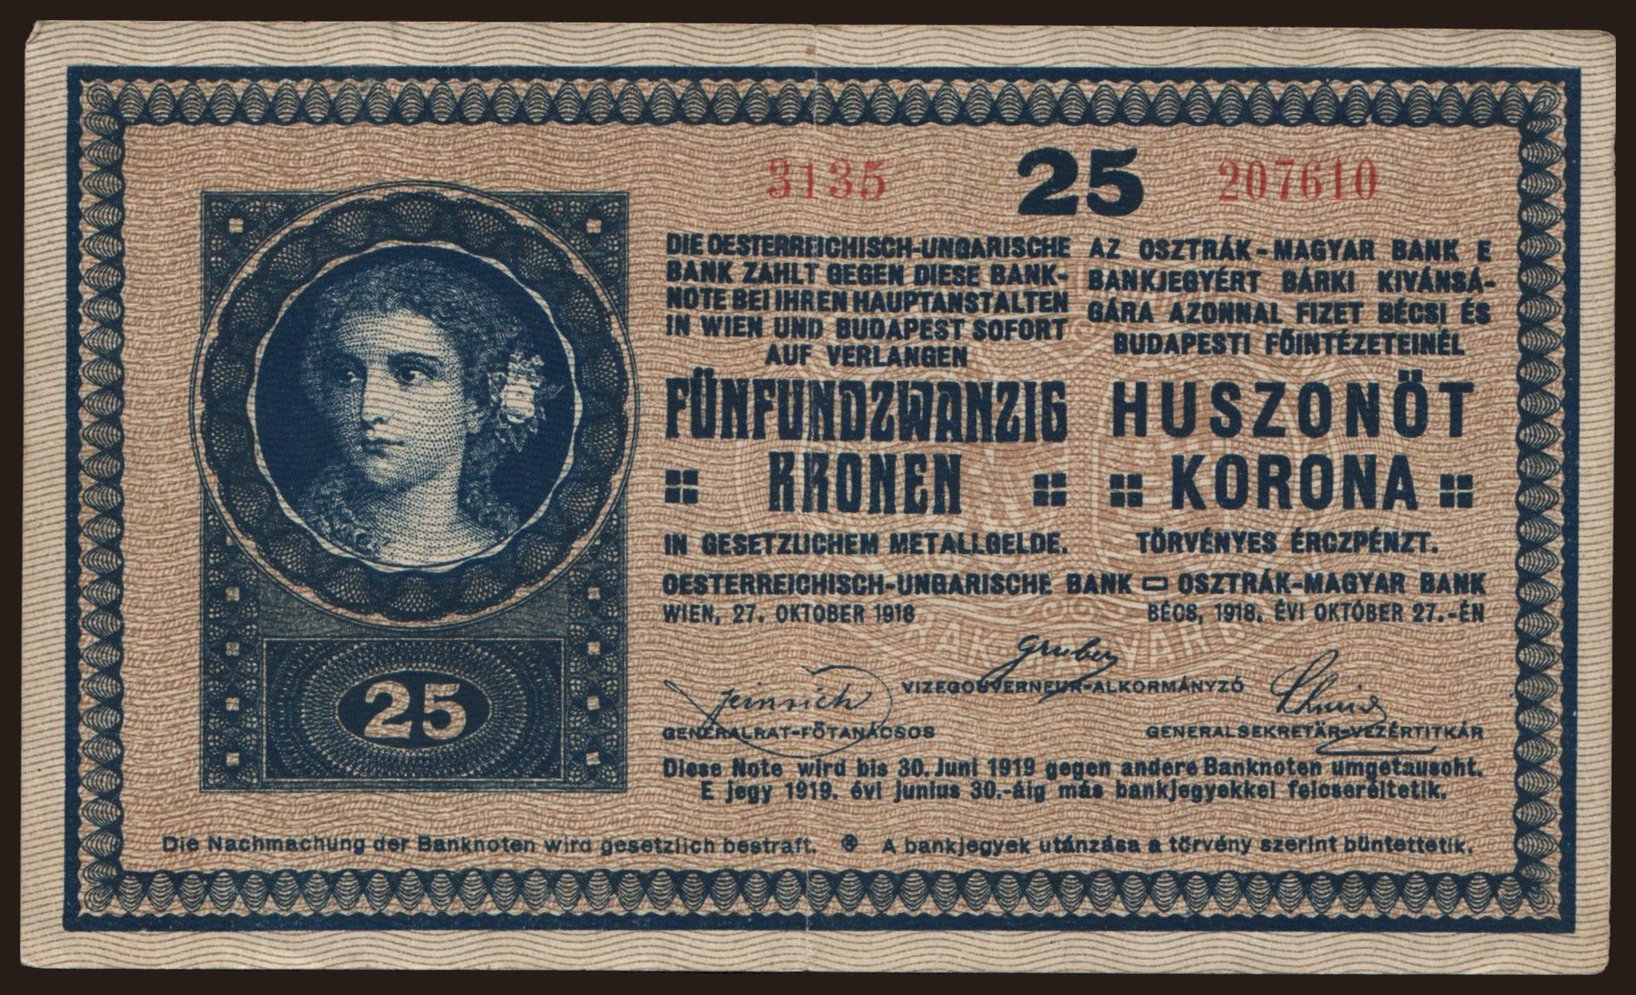 3135 25 207610
DIE OESTERREICHISCH-UNGARISCHE
BANK ZAHLT GEGEN DIESE BANK-
NOTE BEI IHREN HAUPTANSTALTEN
IN WIEN UND BUDAPEST SOFORT
AUF VERLANGEN
FÜNFUNDZWANZIG
KRONEN
IN GESETZLICHEM METALLGELDE.
AZ OSZTRÁK-MAGYAR BANK E
BANKJEGYÉRT BÁRKI KIVÁNSÁ-
GÁRA AZONNAL FIZET BÉCSI ÉS
BUDAPESTI FŐINTÉZETEINÉL
HUSZONÖT
KORONA
TÖRVÉNYES ÉRCZPÉNZT.
OESTERREICHISCH-UNGARISCHE BANK OSZTRÁK-MAGYAR BANK
WIEN, 27. OKTOBER 1918
BÉCS, 1918. ÉVI OKTÓBER 27.-ÉN
Gruber
VIZEGOUVERNEUR-ALKORMÁNYZÓ
GENERALRAT-FŐTANÁCSOS
GENERALSEKRETÄR-VEZÉRTITKÁR
Diese Note wird bis 30. Juni 1919 gegen andere Banknoten umgetauscht.
E jegy 1919. évi junius 30.-áig más bankjegyekkel felcseréltetik.
25
Die Nachmachung der Banknoten wird gesetzlich bestraft. A bankjegyek utánzása a törvény szerint büntettetik.